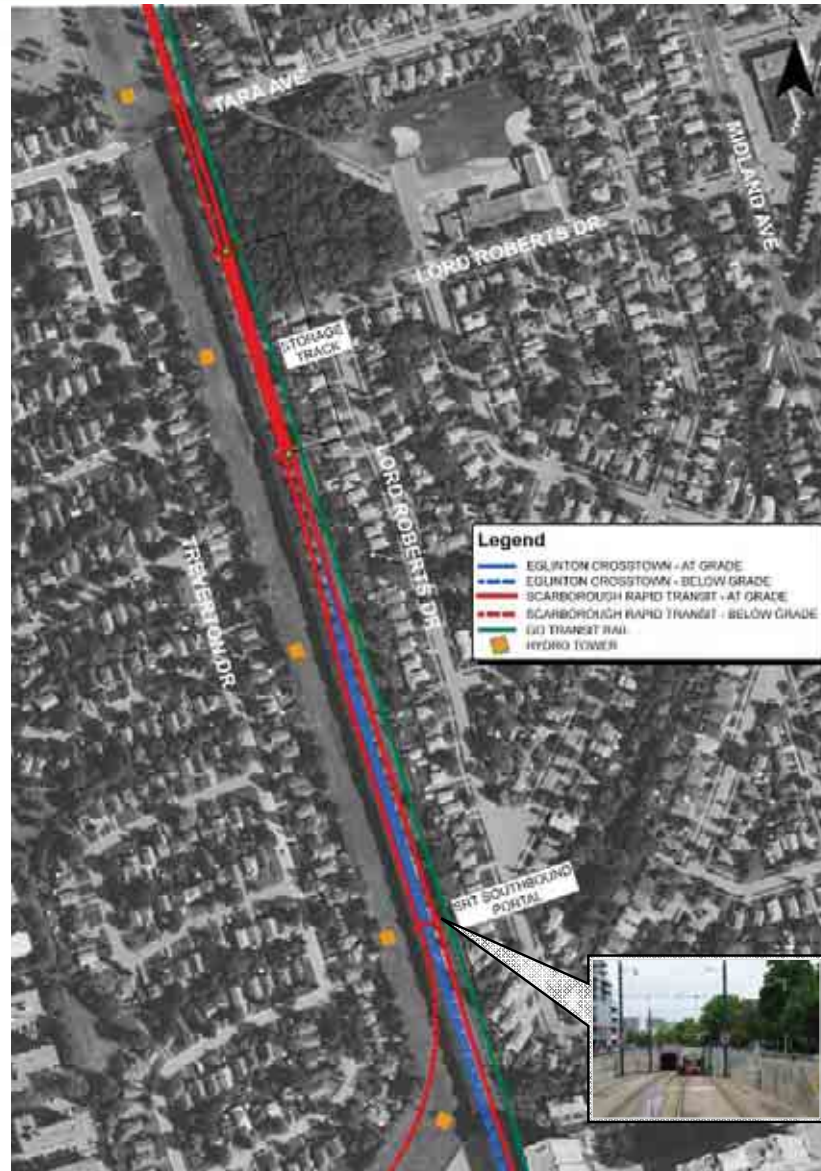 TARA AVE
MIDLAND AVE
LORD ROBERTS DR
STORAGE
TRACK
LORD ROBERTS DR
TREVERTON DR
Legend
EGLINTON CROSSTOWN - AT GRADE
EGLINTON CROSSTOWN - BELOW GRADE
SCARBOROUGH RAPID TRANSIT - AT GRADE
SCARBOROUGH RAPID TRANSIT - BELOW GRADE
GO TRANSIT RAIL
HYDRO TOWER
SRT SOUTHBOUND
PORTAL